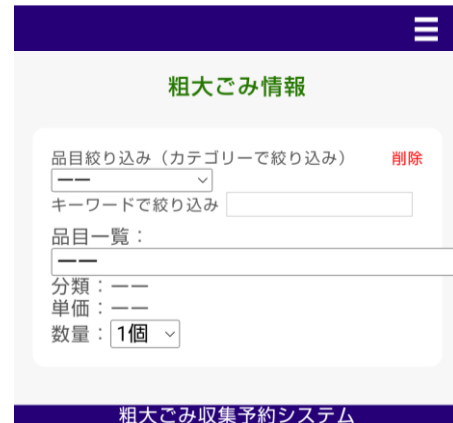 粗大ごみ情報
品目絞り込み（カテゴリーで絞り込み） 削除
ーー
キーワードで絞り込み
品目一覧：
ーー
分類：ーー
単価：ーー
数量：1個
粗大ごみ収集予約システム